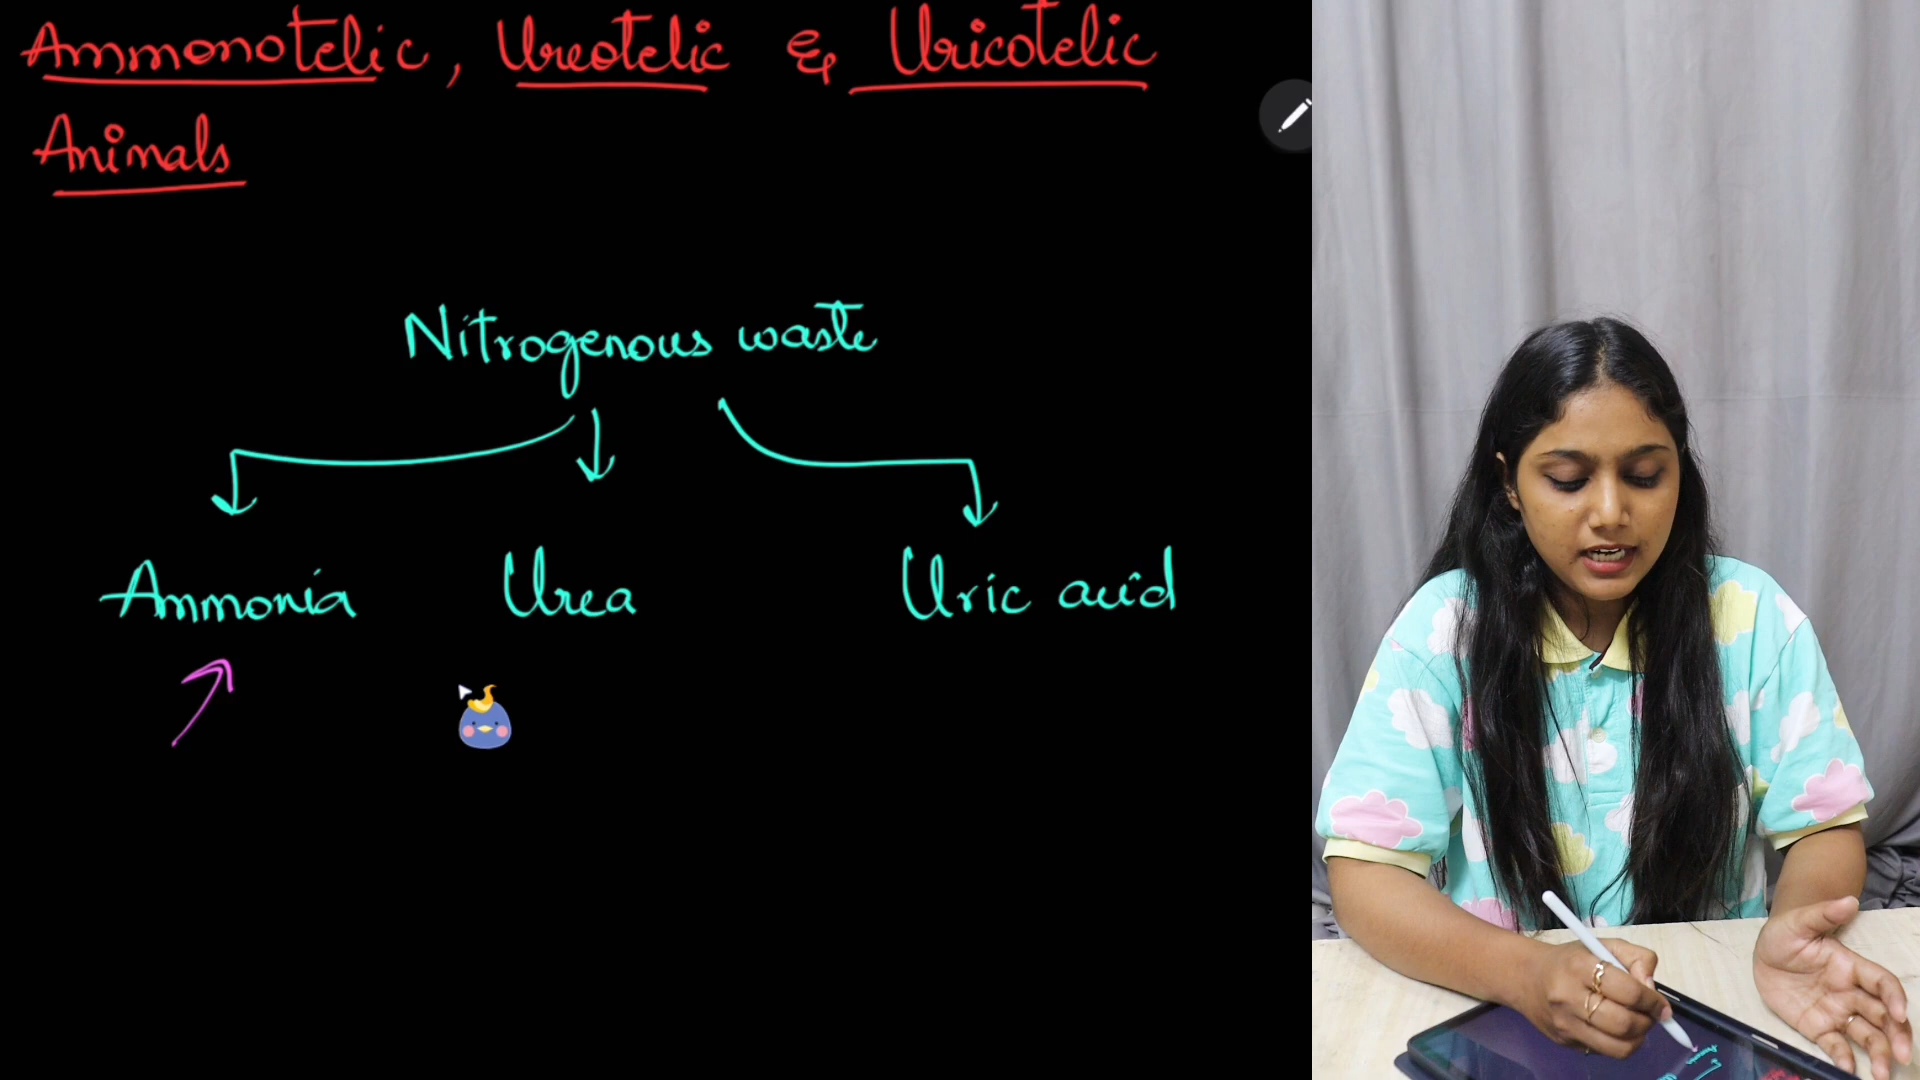 Ammonotelic, Ureotelic & Uricotelic
Animals
Nitrogenous waste
Ammonia Urea Uric acid